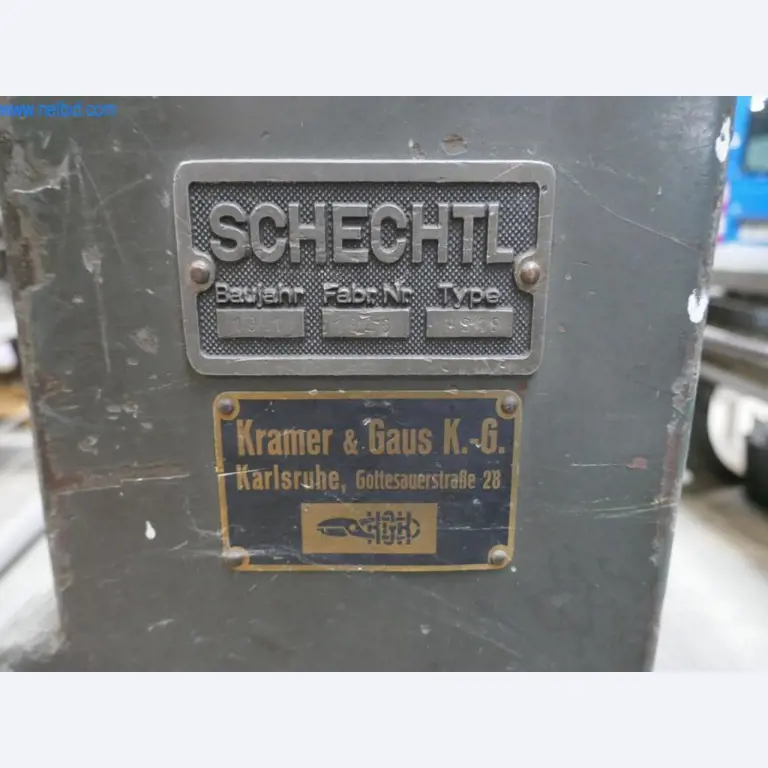 www.netbid.com
SCHECHTL
Baujahr Fabr. Nr. Type
Kramer & Gaus K.-G.
Karlsruhe, Gottesauerstraße 28